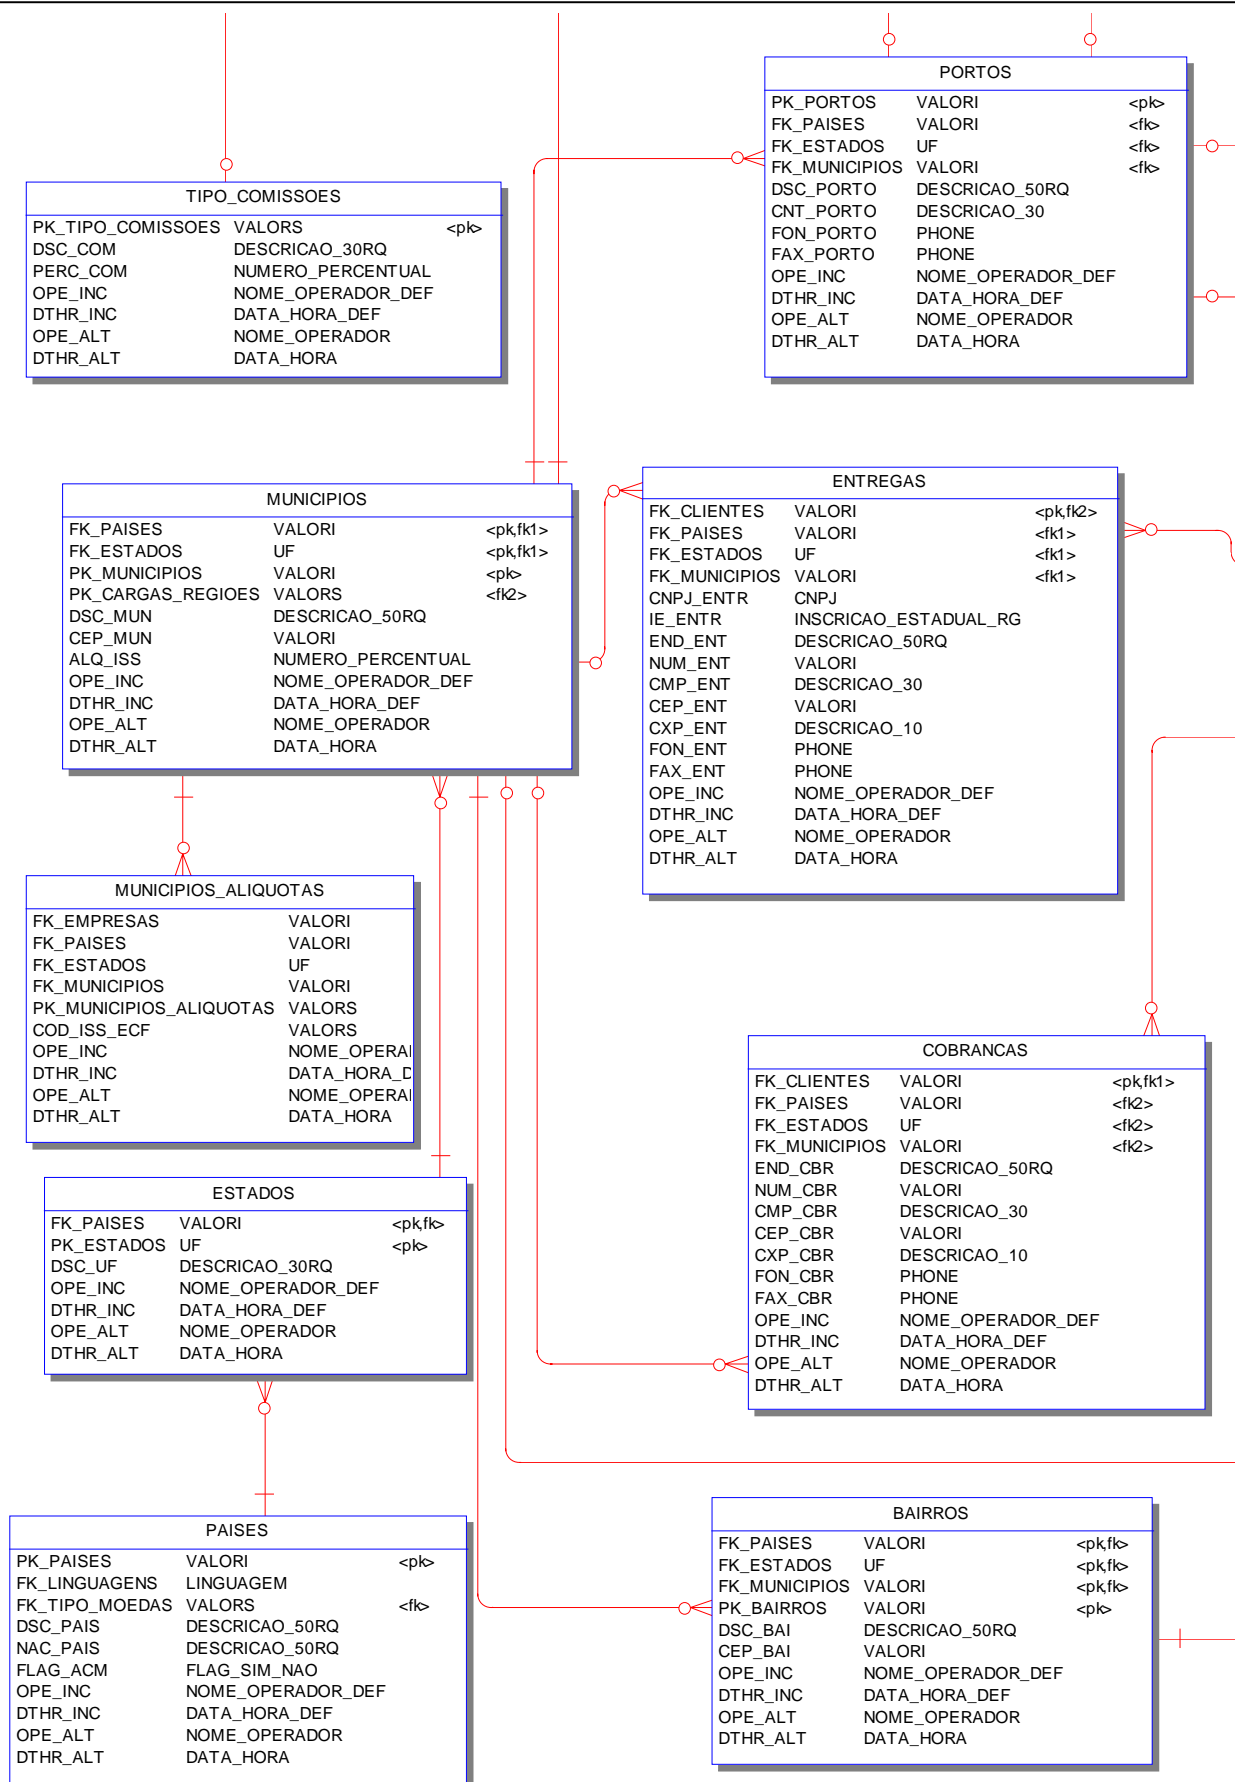 PORTOS
PK_PORTOS VALORI <pk>
FK_PAISES VALORI <fk>
FK_ESTADOS UF <fk>
FK_MUNICIPIOS VALORI <fk>
DSC_PORTO DESCRICAO_50RQ
CNT_PORTO DESCRICAO_30
FON_PORTO PHONE
FAX_PORTO PHONE
OPE_INC NOME_OPERADOR_DEF
DTHR_INC DATA_HORA_DEF
OPE_ALT NOME_OPERADOR
DTHR_ALT DATA_HORA
TIPO_COMISSOES
PK_TIPO_COMISSOES VALORS <pk>
DSC_COM DESCRICAO_30RQ
PERC_COM NUMERO_PERCENTUAL
OPE_INC NOME_OPERADOR_DEF
DTHR_INC DATA_HORA_DEF
OPE_ALT NOME_OPERADOR
DTHR_ALT DATA_HORA
MUNICIPIOS
FK_PAISES VALORI <pk,fk1>
FK_ESTADOS UF <pk,fk1>
PK_MUNICIPIOS VALORI <pk>
PK_CARGAS_REGIOES VALORS <fk2>
DSC_MUN DESCRICAO_50RQ
CEP_MUN VALORI
ALQ_ISS NUMERO_PERCENTUAL
OPE_INC NOME_OPERADOR_DEF
DTHR_INC DATA_HORA_DEF
OPE_ALT NOME_OPERADOR
DTHR_ALT DATA_HORA
ENTREGAS
FK_CLIENTES VALORI <pk,fk2>
FK_PAISES VALORI <fk1>
FK_ESTADOS UF <fk1>
FK_MUNICIPIOS VALORI <fk1>
CNPJ_ENTR CNPJ
IE_ENTR INSCRICAO_ESTADUAL_RG
END_ENT DESCRICAO_50RQ
NUM_ENT VALORI
CMP_ENT DESCRICAO_30
CEP_ENT VALORI
CXP_ENT DESCRICAO_10
FON_ENT PHONE
FAX_ENT PHONE
OPE_INC NOME_OPERADOR_DEF
DTHR_INC DATA_HORA_DEF
OPE_ALT NOME_OPERADOR
DTHR_ALT DATA_HORA
MUNICIPIOS_ALIQUOTAS
FK_EMPRESAS VALORI
FK_PAISES VALORI
FK_ESTADOS UF
FK_MUNICIPIOS VALORI
PK_MUNICIPIOS_ALIQUOTAS VALORS
COD_ISS_ECF VALORS
OPE_INC NOME_OPERA
DTHR_INC DATA_HORA_D
OPE_ALT NOME_OPERA
DTHR_ALT DATA_HORA
COBRANCAS
FK_CLIENTES VALORI <pk,fk1>
FK_PAISES VALORI <fk2>
FK_ESTADOS UF <fk2>
FK_MUNICIPIOS VALORI <fk2>
END_CBR DESCRICAO_50RQ
NUM_CBR VALORI
CMP_CBR DESCRICAO_30
CEP_CBR VALORI
CXP_CBR DESCRICAO_10
FON_CBR PHONE
FAX_CBR PHONE
OPE_INC NOME_OPERADOR_DEF
DTHR_INC DATA_HORA_DEF
OPE_ALT NOME_OPERADOR
DTHR_ALT DATA_HORA
ESTADOS
FK_PAISES VALORI <pk,fk>
PK_ESTADOS UF <pk>
DSC_UF DESCRICAO_30RQ
OPE_INC NOME_OPERADOR_DEF
DTHR_INC DATA_HORA_DEF
OPE_ALT NOME_OPERADOR
DTHR_ALT DATA_HORA
PAISES
PK_PAISES VALORI <pk>
FK_LINGUAGENS LINGUAGEM
FK_TIPO_MOEDAS VALORS <fk>
DSC_PAIS DESCRICAO_50RQ
NAC_PAIS DESCRICAO_50RQ
FLAG_ACM FLAG_SIM_NAO
OPE_INC NOME_OPERADOR_DEF
DTHR_INC DATA_HORA_DEF
OPE_ALT NOME_OPERADOR
DTHR_ALT DATA_HORA
BAIRROS
FK_PAISES VALORI <pk,fk>
FK_ESTADOS UF <pk,fk>
FK_MUNICIPIOS VALORI <pk,fk>
PK_BAIRROS VALORI <pk>
DSC_BAI DESCRICAO_50RQ
CEP_BAI VALORI
OPE_INC NOME_OPERADOR_DEF
DTHR_INC DATA_HORA_DEF
OPE_ALT NOME_OPERADOR
DTHR_ALT DATA_HORA